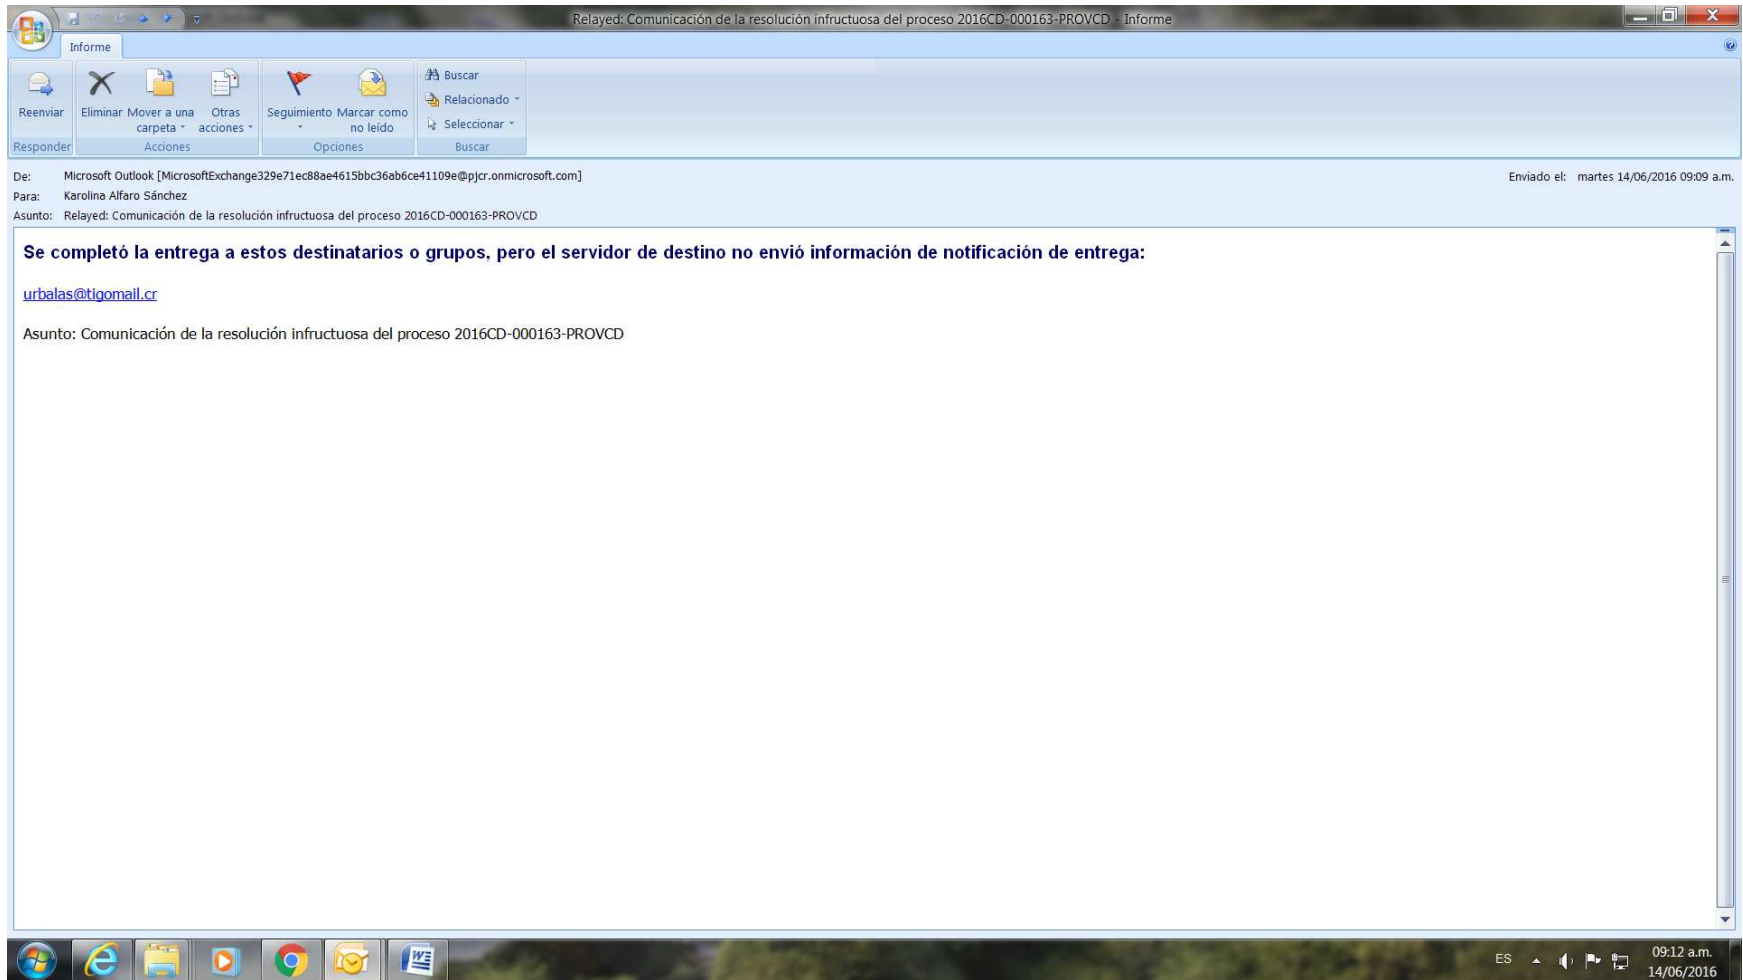 Relayed: Comunicación de la resolución infructuosa del proceso 2016CD-000163-PROVCD - Informe
Informe
Reenviar
Eliminar
Mover a una
carpeta
Otras
acciones
Seguimiento
Marcar como
no leído
Buscar
Relacionado
Seleccionar
Responder
Acciones
Opciones
Buscar
De: Microsoft Outlook [MicrosoftExchange329e71ec88ae4615bbc36ab6ce41109e@pjcr.onmicrosoft.com]
Enviado el: martes 14/06/2016 09:09 a.m.
Para: Karolina Alfaro Sánchez
Asunto: Relayed: Comunicación de la resolución infructuosa del proceso 2016CD-000163-PROVCD
Se completó la entrega a estos destinatarios o grupos, pero el servidor de destino no envió información de notificación de entrega:
urbalas@tigomail.cr
Asunto: Comunicación de la resolución infructuosa del proceso 2016CD-000163-PROVCD
ES
09:12 a.m.
14/06/2016